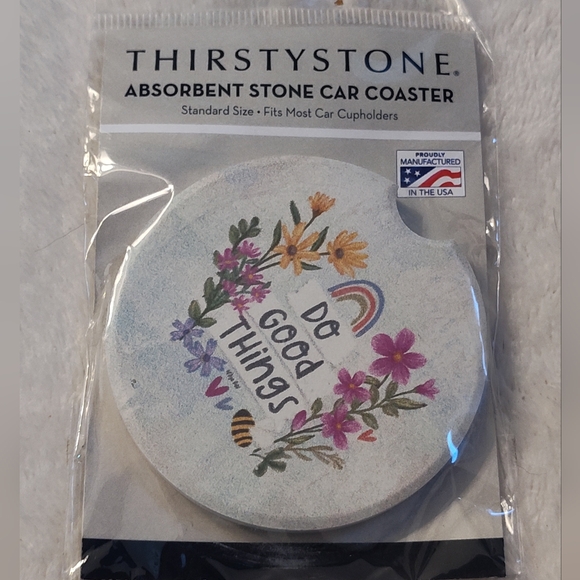 THIRSTYSTONE®
ABSORBENT STONE CAR COASTER
Standard Size • Fits Most Car Cupholders
PROUDLY
MANUFACTURED
IN THE USA
DO
GOOD
THINGS